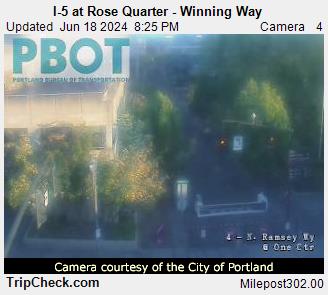 I-5 at Rose Quarter - Winning Way
Updated Jun 18 2024 8:25 PM Camera 4
PBOT
PORTLAND BUREAU OF TRANSPORTATION
4 - N. Ramsey Wy
@ One Ctr
Camera courtesy of the City of Portland
TripCheck.com Milepost302.00